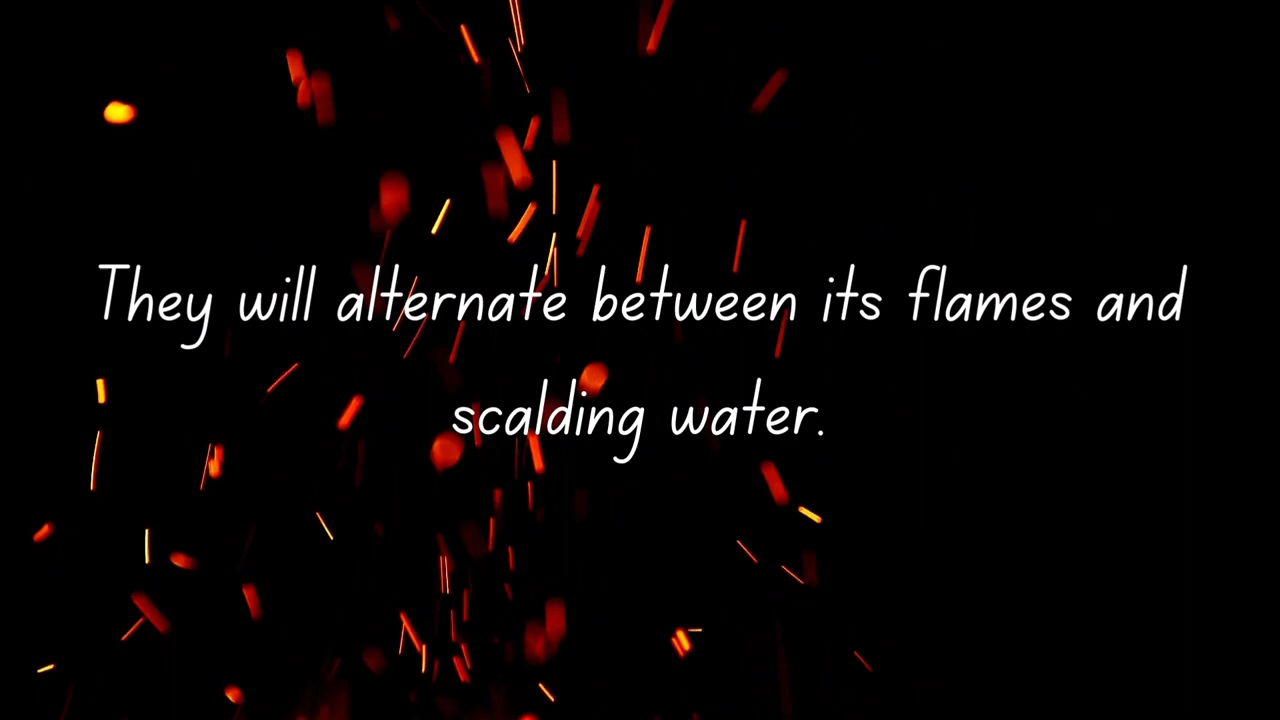 They will alternate between its flames and
scalding water.